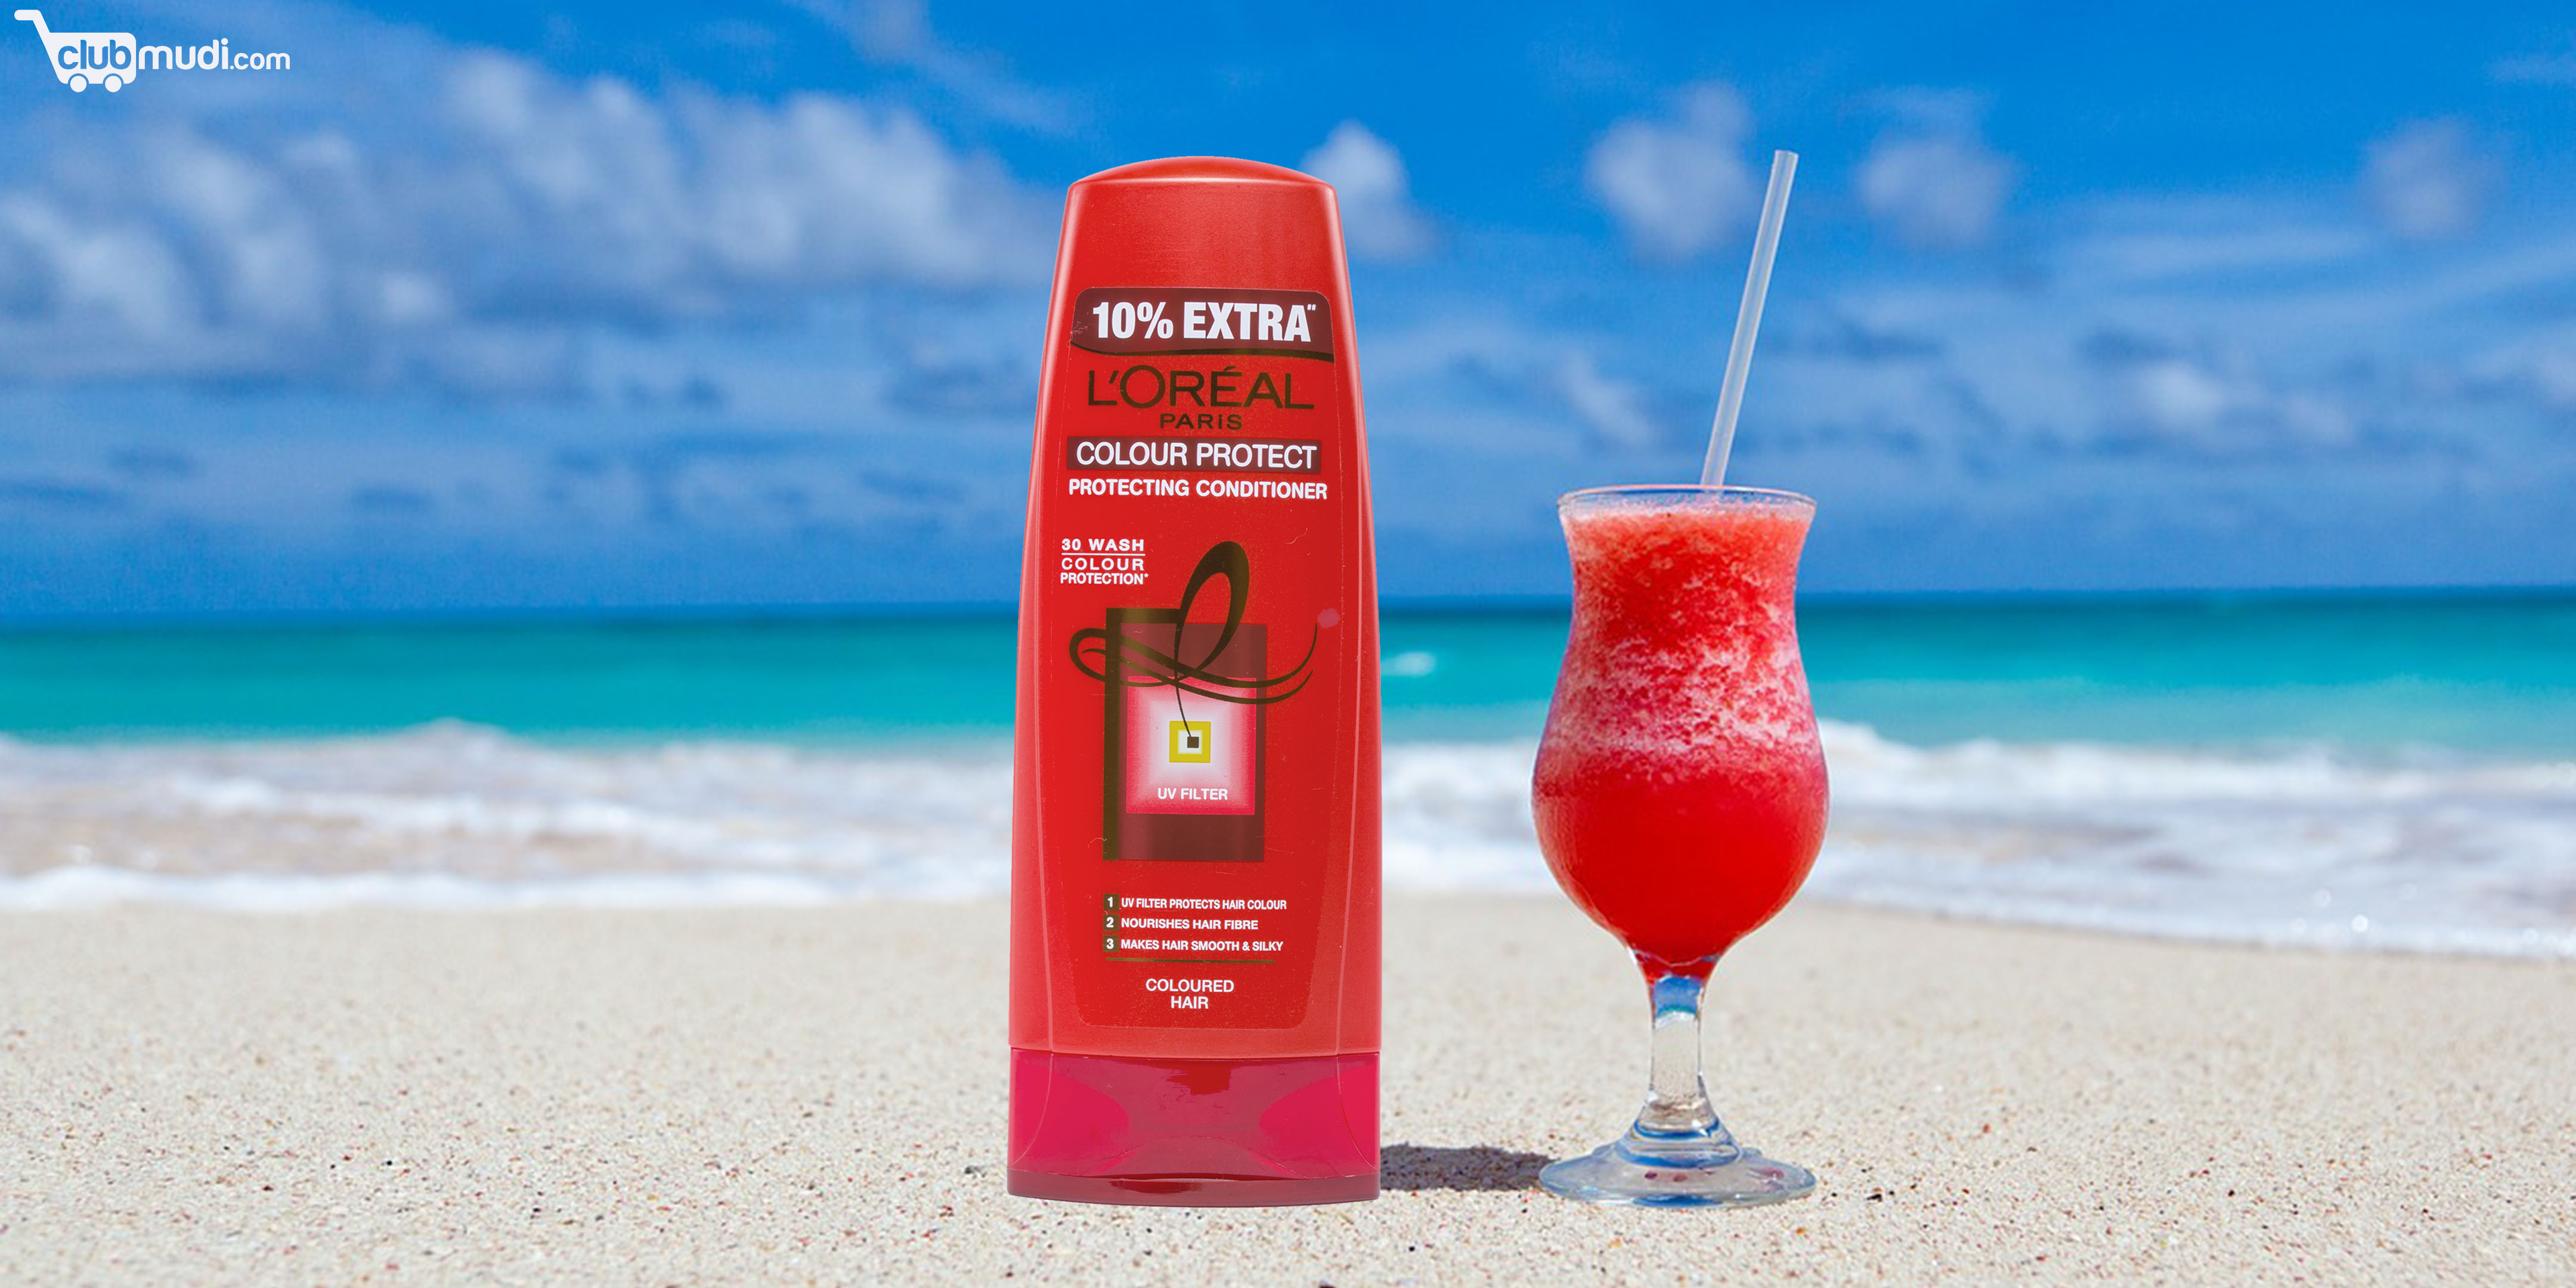 clubmudi.com
10% EXTRA"
L'ORÉAL
PARIS
COLOUR PROTECT
PROTECTING CONDITIONER
30 WASH
COLOUR
PROTECTION*
UV FILTER
1 UV FILTER PROTECTS HAIR COLOUR
2 NOURISHES HAIR FIBRE
3 MAKES HAIR SMOOTH & SILKY
COLOURED
HAIR